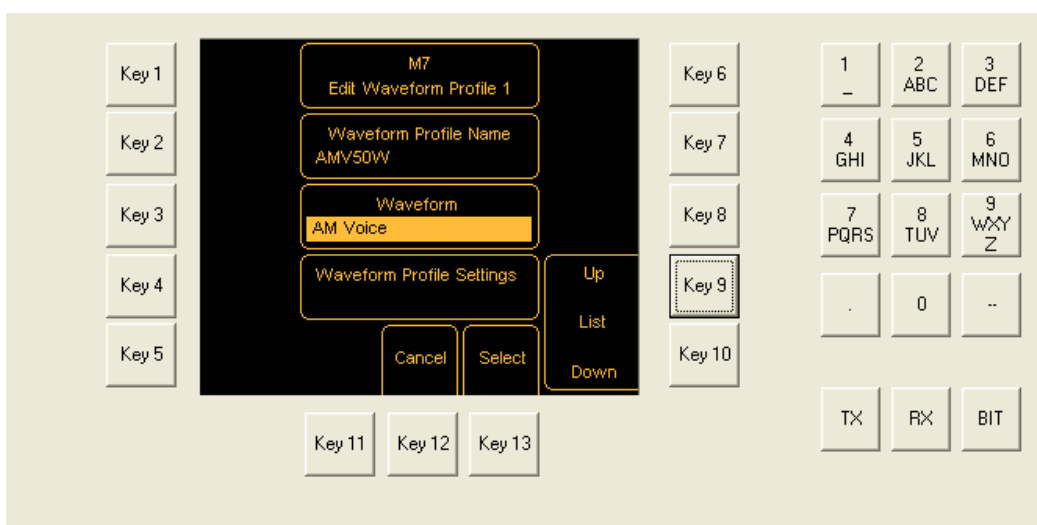 Key 1
Key 2
Key 3
Key 4
Key 5
M7
Edit Waveform Profile 1
Waveform Profile Name
AMV50W
Waveform
AM Voice
Waveform Profile Settings
Up
List
Down
Cancel
Select
Key 6
Key 7
Key 8
Key 9
Key 10
Key 11
Key 12
Key 13
1
_
2
ABC
3
DEF
4
GHI
5
JKL
6
MNO
7
PQRS
8
TUV
9
WXY
Z
.
0
--
TX
RX
BIT